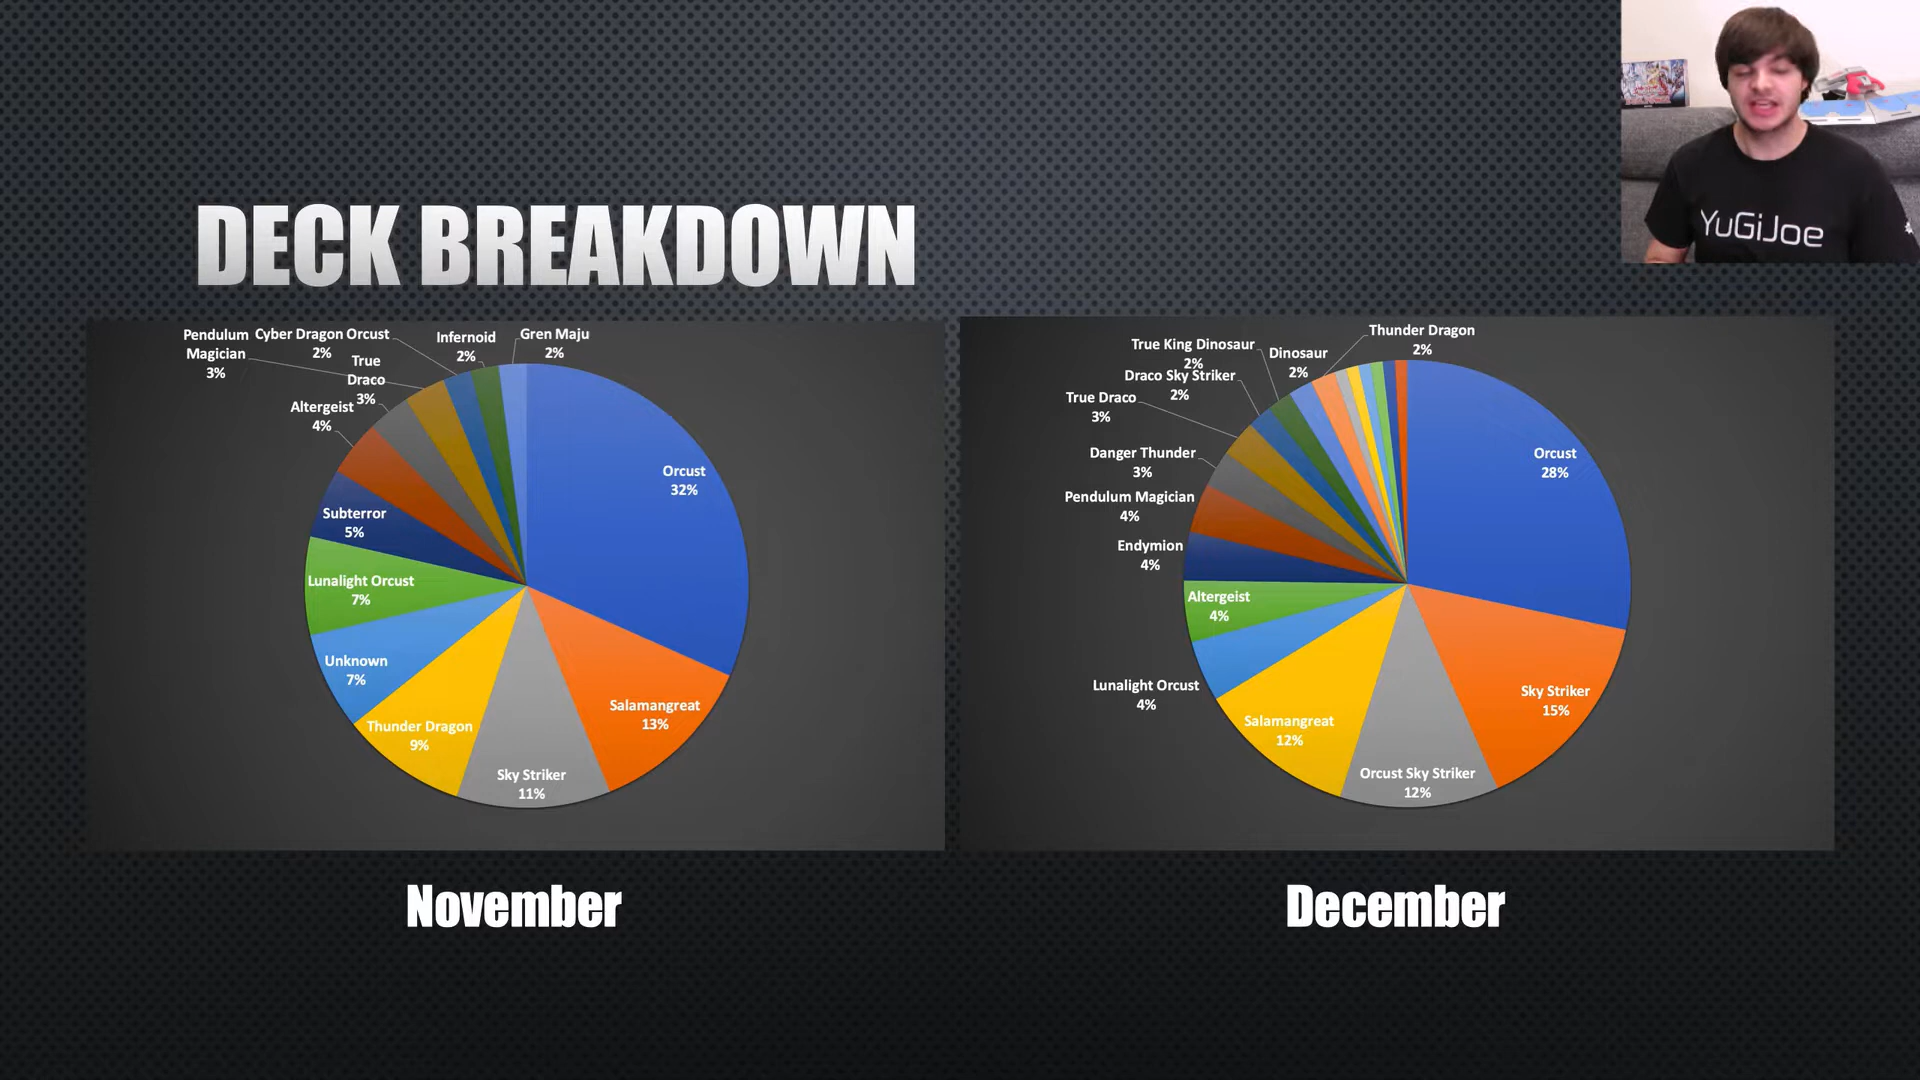 DECK BREAKDOWN
YuGiJoe
Pendulum
Magician
3%
Cyber Dragon Orcust
2%
True
Draco
3%
Infernoid
2%
Gren Maju
2%
Altergeist
4%
Orcust
32%
Subterror
5%
Lunalight Orcust
7%
Unknown
7%
Thunder Dragon
9%
Sky Striker
11%
Salamangreat
13%
November
Thunder Dragon
2%
True King Dinosaur
2%
Dinosaur
2%
Draco Sky Striker
2%
True Draco
3%
Danger Thunder
3%
Pendulum Magician
4%
Endymion
4%
Altergeist
4%
Lunalight Orcust
4%
Salamangreat
12%
Orcust Sky Striker
12%
Sky Striker
15%
Orcust
28%
December